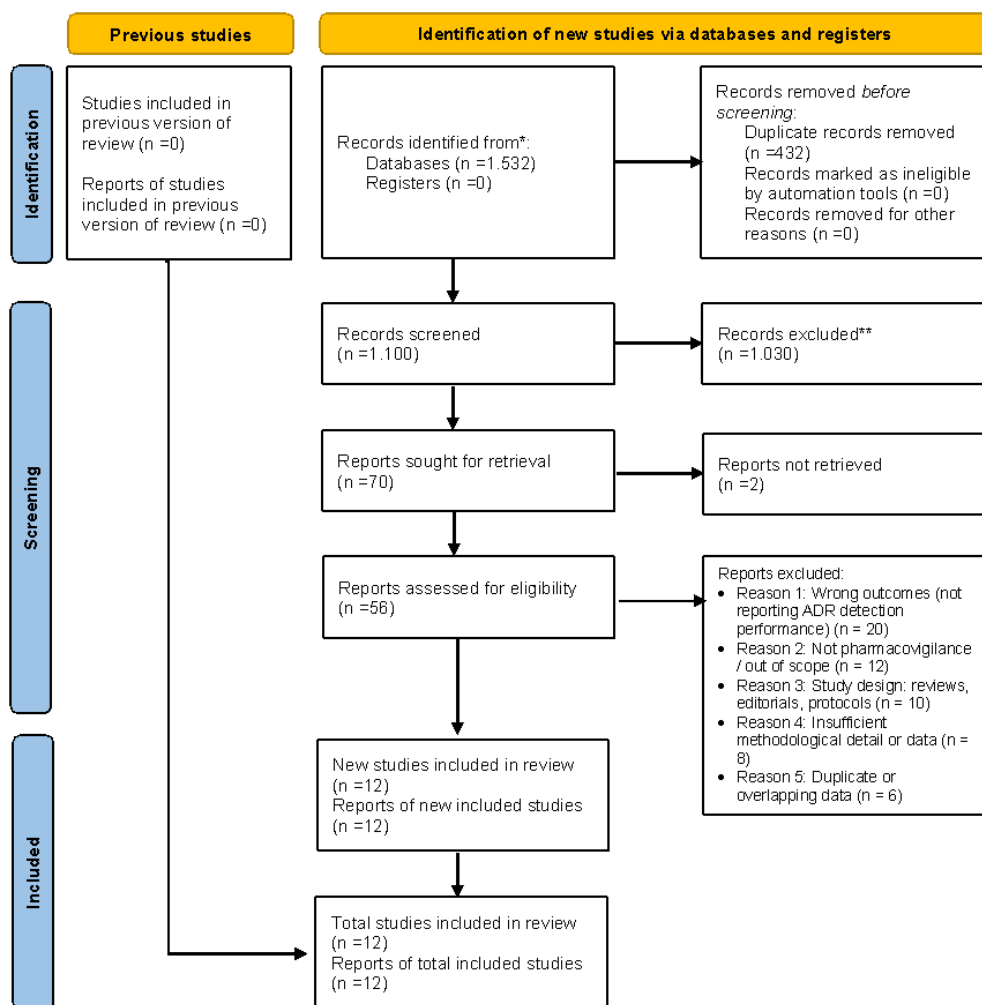 Previous studies
Identification of new studies via databases and registers
Identification
Studies included in
previous version of
review (n =0)
Reports of studies
included in previous
version of review (n =0)
Records identified from*:
Databases (n =1.532)
Registers (n =0)
Records removed before
screening:
Duplicate records removed
(n =432)
Records marked as ineligible
by automation tools (n =0)
Records removed for other
reasons (n =0)
Screening
Records screened
(n =1.100)
Records excluded**
(n =1.030)
Reports sought for retrieval
(n =70)
Reports not retrieved
(n =2)
Reports assessed for eligibility
(n =56)
Reports excluded:
• Reason 1: Wrong outcomes (not
reporting ADR detection
performance) (n = 20)
• Reason 2: Not pharmacovigilance
/ out of scope (n = 12)
• Reason 3: Study design: reviews,
editorials, protocols (n = 10)
• Reason 4: Insufficient
methodological detail or data (n =
8)
• Reason 5: Duplicate or
overlapping data (n = 6)
Included
New studies included in review
(n =12)
Reports of new included studies
(n =12)
Total studies included in review
(n =12)
Reports of total included studies
(n =12)